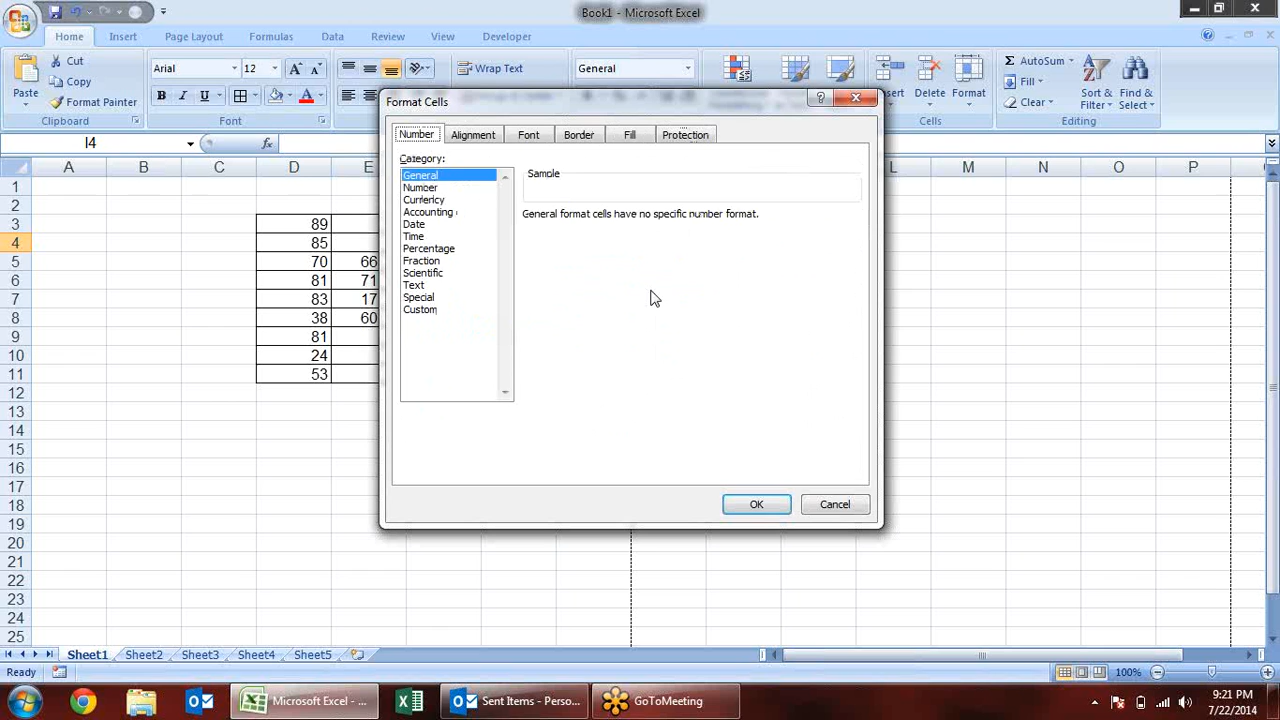 Book1 - Microsoft Excel
Home Insert Page Layout Formulas Data Review View Developer
Paste Cut Arial 12 Wrap Text General Delete Format AutoSum Sort & Filter Find & Select
Copy Fill
Format Painter B I U A Clear
Clipboard Font Cells Editing
I4 fx
A B C D E L M N O P
1
2
3 89
4 85
5 70 66
6 81 71
7 83 17
8 38 60
9 81
10 24
11 53
12
13
14
15
16
17
18
19
20
21
22
23
24
25
Format Cells
Number Alignment Font Border Fill Protection
Category:
General
Number
Currency
Accounting
Date
Time
Percentage
Fraction
Scientific
Text
Special
Custom
Sample
General format cells have no specific number format.
OK Cancel
Sheet1 Sheet2 Sheet3 Sheet4 Sheet5
Ready 100%
Microsoft Excel - ... Sent Items - Perso... GoToMeeting
9:21 PM
7/22/2014